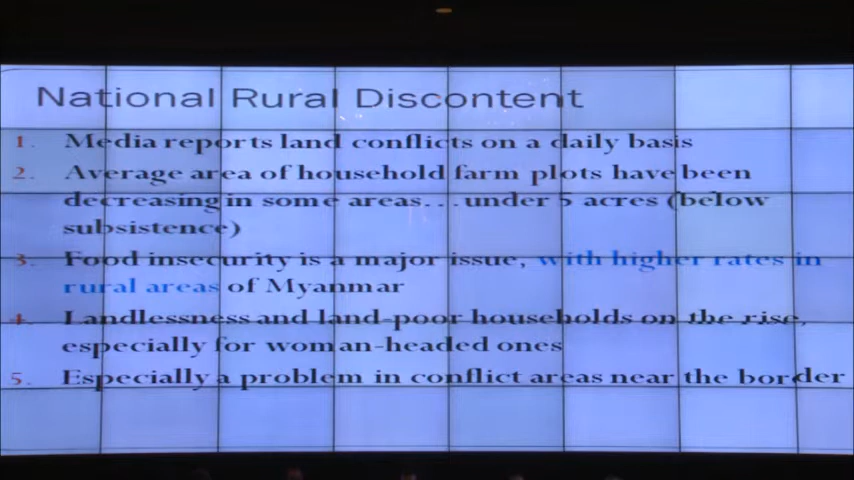 National Rural Discontent
1. Media reports land conflicts on a daily basis
2. Average area of household farm plots have been
decreasing in some areas…under 5 acres (below
subsistence)
3. Food insecurity is a major issue, with higher rates in
rural areas of Myanmar
4. Landlessness and land-poor households on the rise,
especially for woman-headed ones
5. Especially a problem in conflict areas near the border